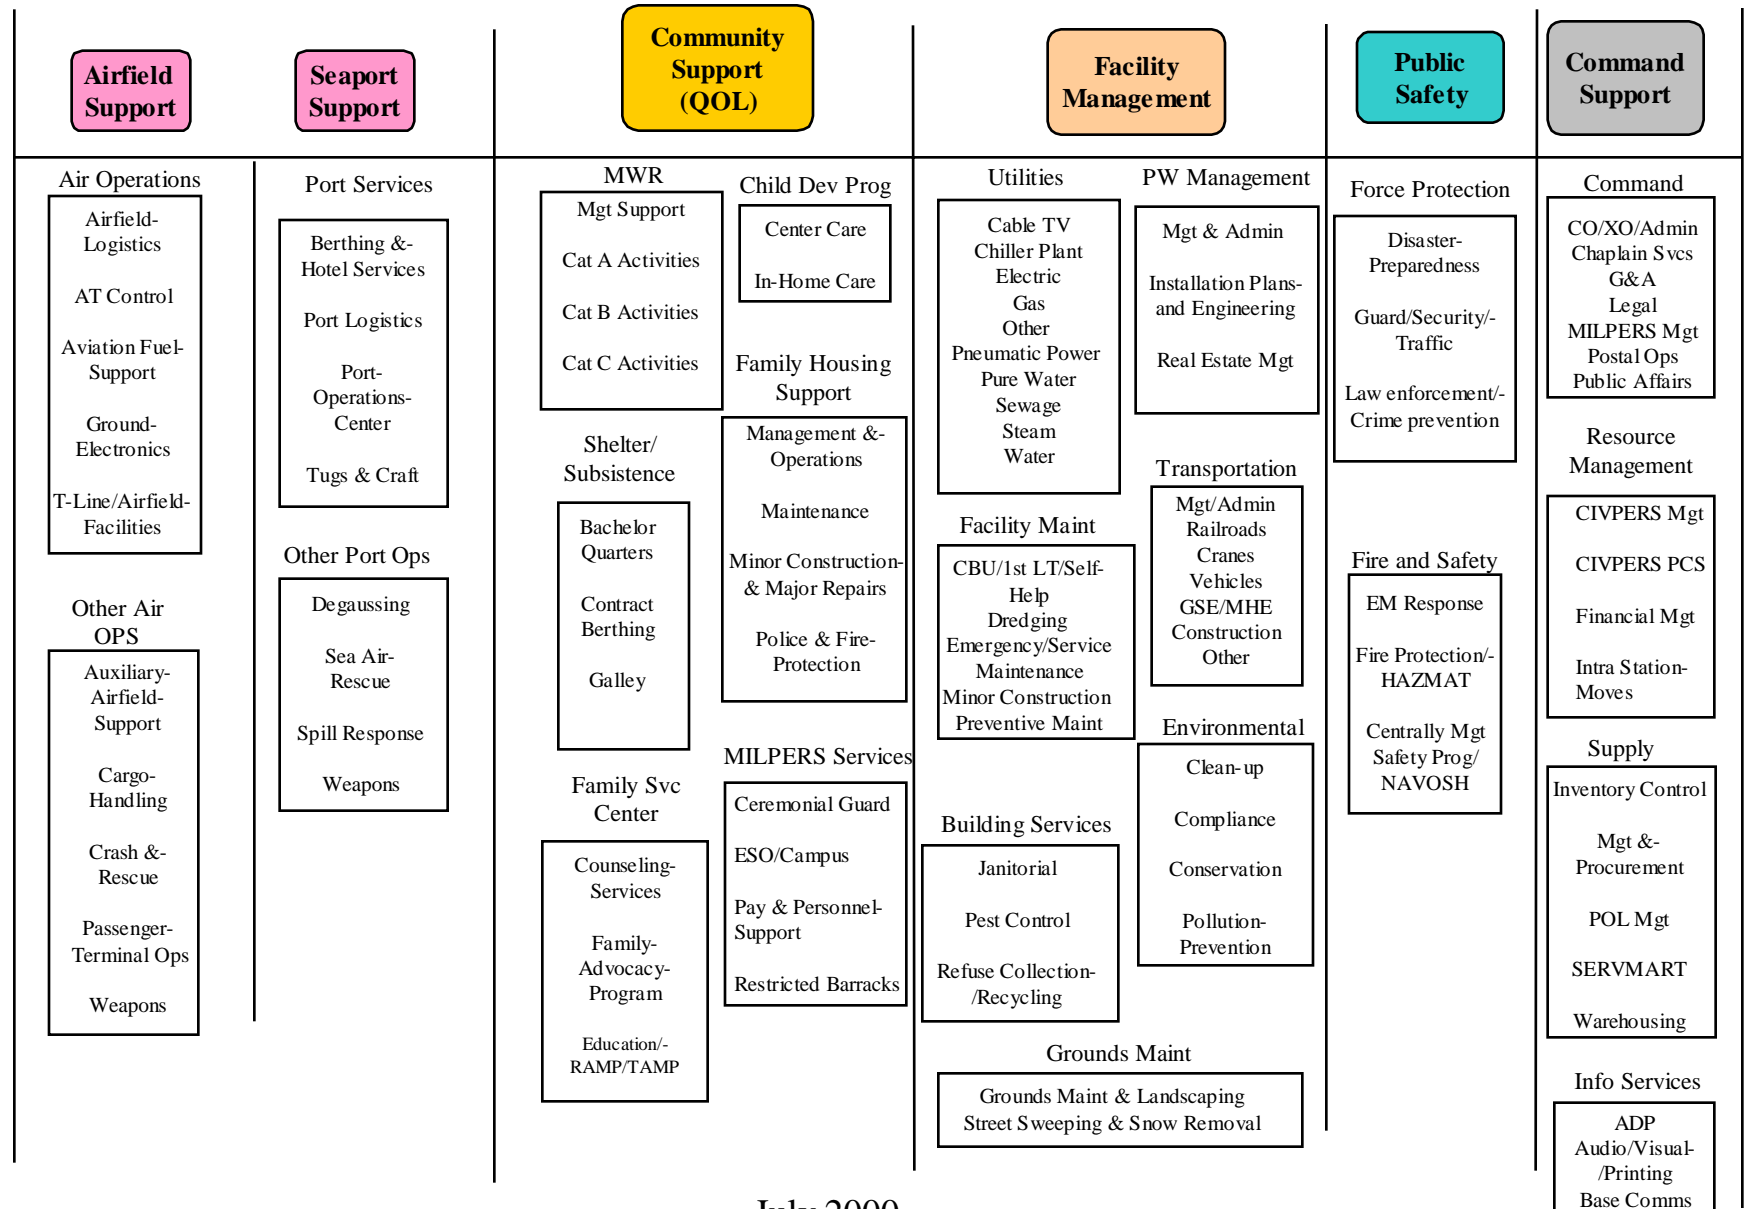 Airfield
Support
Seaport
Support
Community
Support
(QOL)
Facility
Management
Public
Safety
Command
Support
Air Operations
Airfield-
Logistics
AT Control
Aviation Fuel-
Support
Ground-
Electronics
T-Line/Airfield-
Facilities
Other Air
OPS
Auxiliary-
Airfield-
Support
Cargo-
Handling
Crash &-
Rescue
Passenger-
Terminal Ops
Weapons
Port Services
Berthing &-
Hotel Services
Port Logistics
Port-
Operations-
Center
Tugs & Craft
Other Port Ops
Degaussing
Sea Air-
Rescue
Spill Response
Weapons
MWR
Mgt Support
Cat A Activities
Cat B Activities
Cat C Activities
Shelter/
Subsistence
Bachelor
Quarters
Contract
Berthing
Galley
Family Svc
Center
Counseling-
Services
Family-
Advocacy-
Program
Education/-
RAMP/TAMP
Child Dev Prog
Center Care
In-Home Care
Family Housing
Support
Management &-
Operations
Maintenance
Minor Construction-
& Major Repairs
Police & Fire-
Protection
MILPERS Services
Ceremonial Guard
ESO/Campus
Pay & Personnel-
Support
Restricted Barracks
Utilities
Cable TV
Chiller Plant
Electric
Gas
Other
Pneumatic Power
Pure Water
Sewage
Steam
Water
Facility Maint
CBU/1st LT/Self-
Help
Dredging
Emergency/Service
Maintenance
Minor Construction
Preventive Maint
Building Services
Janitorial
Pest Control
Refuse Collection-
/Recycling
PW Management
Mgt & Admin
Installation Plans-
and Engineering
Real Estate Mgt
Transportation
Mgt/Admin
Railroads
Cranes
Vehicles
GSE/MHE
Construction
Other
Environmental
Clean-up
Compliance
Conservation
Pollution-
Prevention
Grounds Maint
Grounds Maint & Landscaping
Street Sweeping & Snow Removal
Force Protection
Disaster-
Preparedness
Guard/Security/-
Traffic
Law enforcement/-
Crime prevention
Fire and Safety
EM Response
Fire Protection/-
HAZMAT
Centrally Mgt
Safety Prog/
NAVOSH
Command
CO/XO/Admin
Chaplain Svcs
G&A
Legal
MILPERS Mgt
Postal Ops
Public Affairs
Resource
Management
CIVPERS Mgt
CIVPERS PCS
Financial Mgt
Intra Station-
Moves
Supply
Inventory Control
Mgt &-
Procurement
POL Mgt
SERVMART
Warehousing
Info Services
ADP
Audio/Visual-
/Printing
Base Comms
July 2000